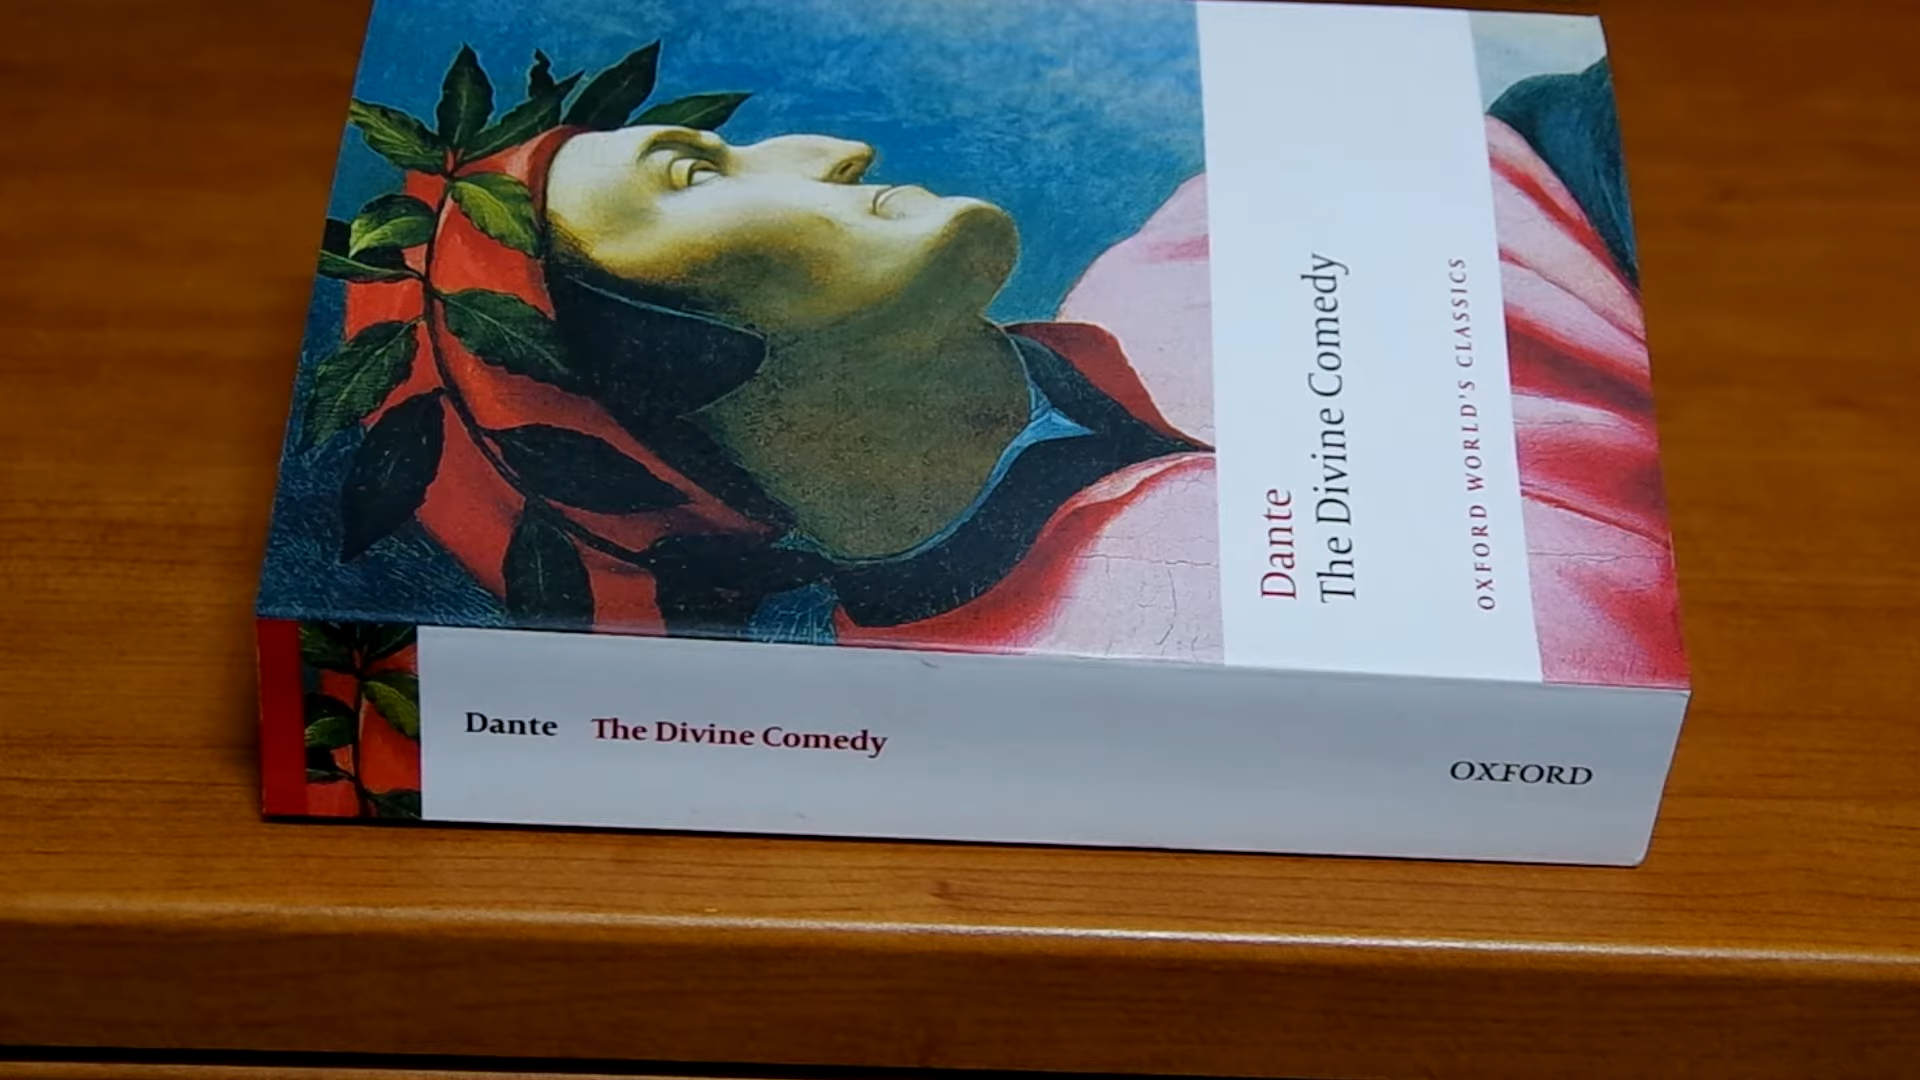 Dante
The Divine Comedy
OXFORD WORLD'S CLASSICS
Dante The Divine Comedy
OXFORD